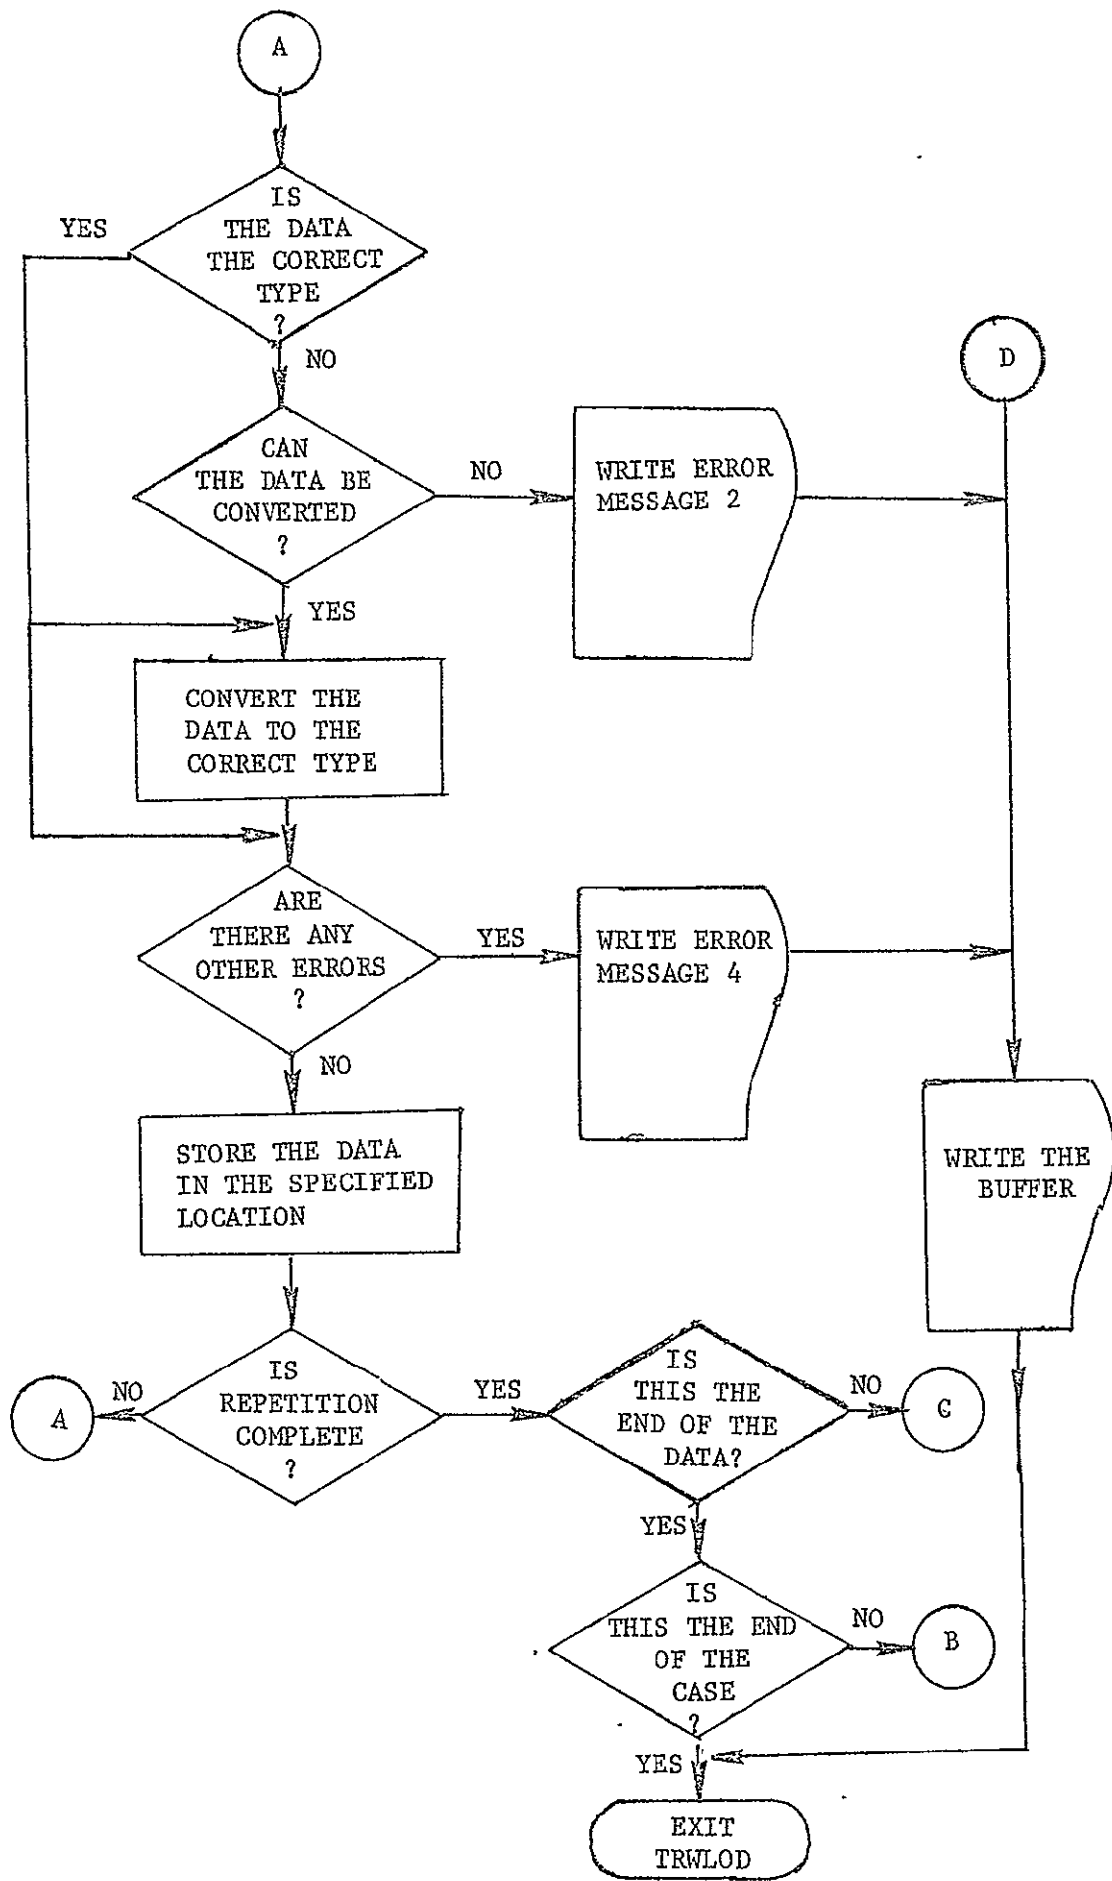 A
IS
THE DATA
THE CORRECT
TYPE
?
YES
NO
D
CAN
THE DATA BE
CONVERTED
?
NO
WRITE ERROR
MESSAGE 2
YES
CONVERT THE
DATA TO THE
CORRECT TYPE
ARE
THERE ANY
OTHER ERRORS
?
YES
WRITE ERROR
MESSAGE 4
NO
WRITE THE
BUFFER
STORE THE DATA
IN THE SPECIFIED
LOCATION
IS
REPETITION
COMPLETE
?
NO
A
YES
IS
THIS THE
END OF THE
DATA?
NO
C
YES
IS
THIS THE END
OF THE
CASE
?
NO
B
YES
EXIT
TRWLOD